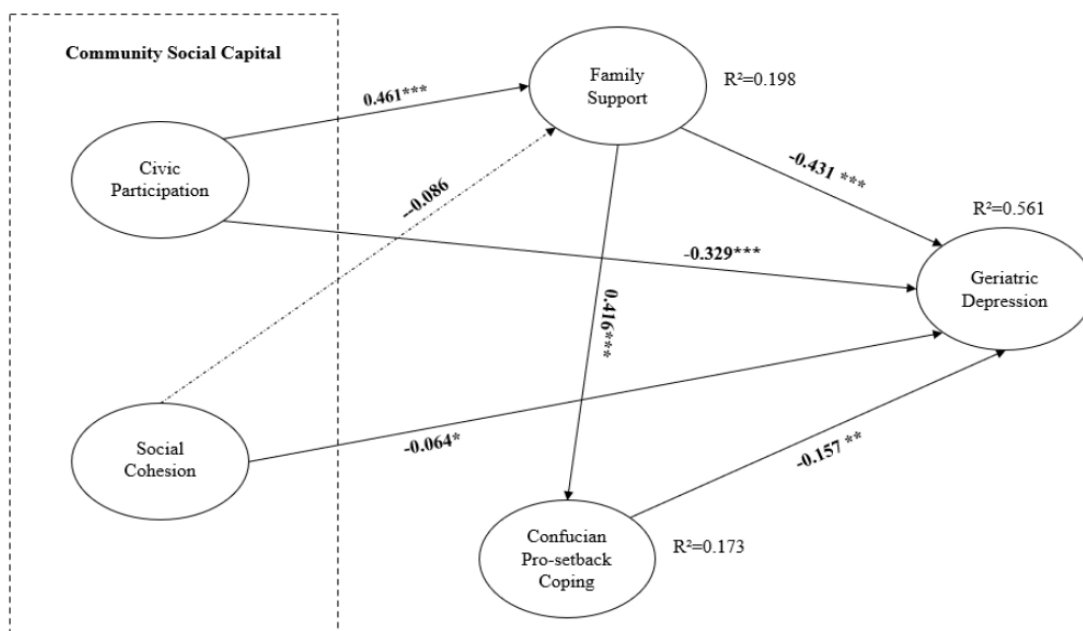 Community Social Capital
Family
Support
R²=0.198
0.461***
Civic
Participation
--0.086
-0.431 ***
R²=0.561
-0.329***
Geriatric
Depression
0.416***
Social
Cohesion
-0.064*
-0.157 **
Confucian
Pro-setback
Coping
R²=0.173